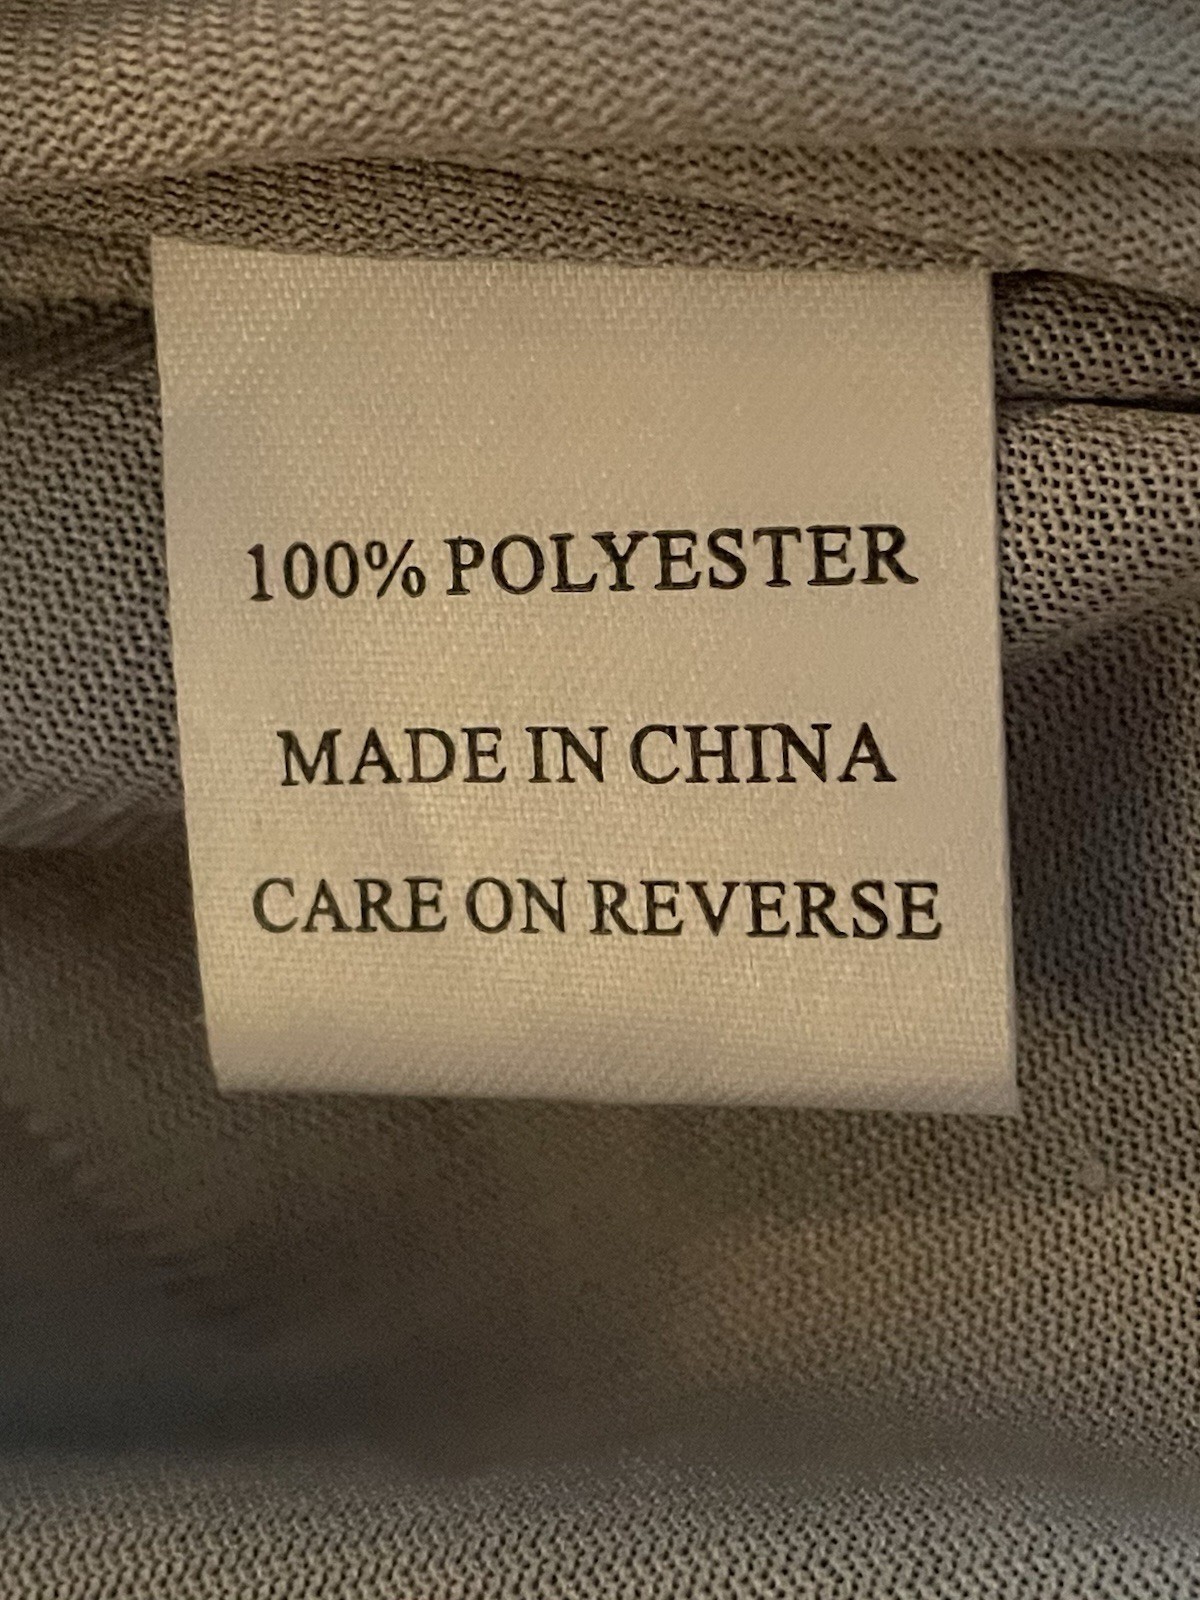 100% POLYESTER
MADE IN CHINA
CARE ON REVERSE